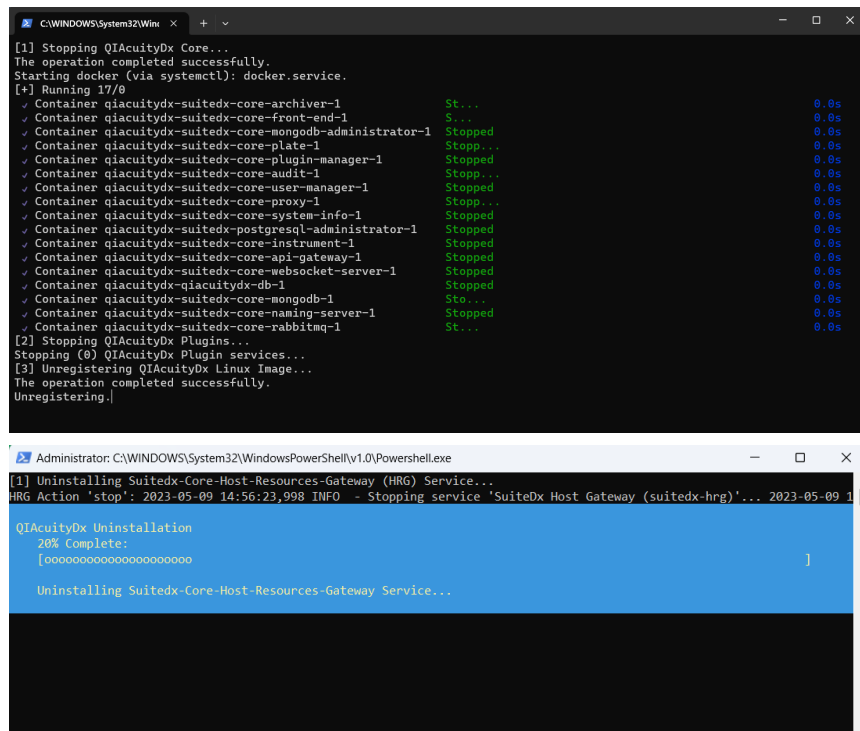 C:\WINDOWS\System32\Winc
[1] Stopping QIAcuityDx Core...
The operation completed successfully.
Starting docker (via systemctl): docker.service.
[+] Running 17/0
✓ Container qiacuitydx-suitedx-core-archiver-1 St... 0.0s
✓ Container qiacuitydx-suitedx-core-front-end-1 S... 0.0s
✓ Container qiacuitydx-suitedx-core-mongodb-administrator-1 Stopped 0.0s
✓ Container qiacuitydx-suitedx-core-plate-1 Stopp... 0.0s
✓ Container qiacuitydx-suitedx-core-plugin-manager-1 Stopped 0.0s
✓ Container qiacuitydx-suitedx-core-audit-1 Stopp... 0.0s
✓ Container qiacuitydx-suitedx-core-user-manager-1 Stopped 0.0s
✓ Container qiacuitydx-suitedx-core-proxy-1 Stopp... 0.0s
✓ Container qiacuitydx-suitedx-core-system-info-1 Stopped 0.0s
✓ Container qiacuitydx-suitedx-postgresql-administrator-1 Stopped 0.0s
✓ Container qiacuitydx-suitedx-core-instrument-1 Stopped 0.0s
✓ Container qiacuitydx-suitedx-core-api-gateway-1 Stopped 0.0s
✓ Container qiacuitydx-suitedx-core-websocket-server-1 Stopped 0.0s
✓ Container qiacuitydx-qiacuitydx-db-1 Stopped 0.0s
✓ Container qiacuitydx-suitedx-core-mongodb-1 Sto... 0.0s
✓ Container qiacuitydx-suitedx-core-naming-server-1 Stopped 0.0s
✓ Container qiacuitydx-suitedx-core-rabbitmq-1 St... 0.0s
[2] Stopping QIAcuityDx Plugins...
Stopping (0) QIAcuityDx Plugin services...
[3] Unregistering QIAcuityDx Linux Image...
The operation completed successfully.
Unregistering.
Administrator: C:\WINDOWS\System32\WindowsPowerShell\v1.0\Powershell.exe
[1] Uninstalling Suitedx-Core-Host-Resources-Gateway (HRG) Service...
HRG Action 'stop': 2023-05-09 14:56:23,998 INFO  - Stopping service 'SuiteDx Host Gateway (suitedx-hrg)'... 2023-05-09 1
QIAcuityDx Uninstallation
20% Complete:
[ooooooooooooooooooooo ]
Uninstalling Suitedx-Core-Host-Resources-Gateway Service...